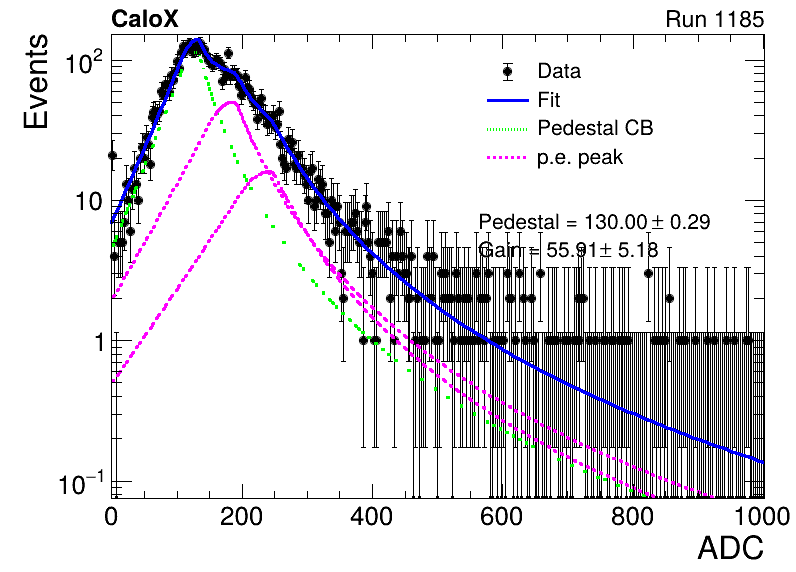 CaloX Run 1185
Events
Data
Fit
Pedestal CB
p.e. peak
Pedestal = 130.00 ± 0.29
Gain = 55.91 ± 5.18
10²
10
1
10⁻¹
0 200 400 600 800 1000
ADC